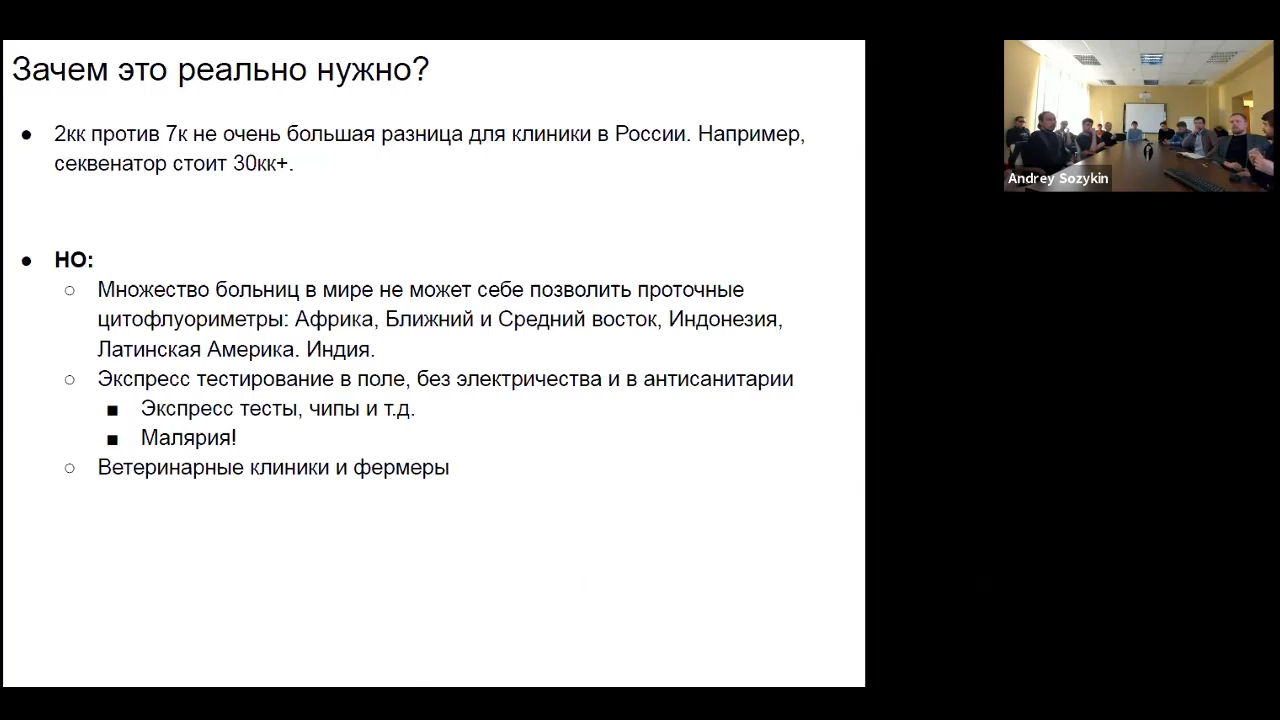 Зачем это реально нужно?
● 2кк против 7к не очень большая разница для клиники в России. Например,
секвенатор стоит 30кк+.
● НО:
○ Множество больниц в мире не может себе позволить проточные
цитофлуориметры: Африка, Ближний и Средний восток, Индонезия,
Латинская Америка. Индия.
○ Экспресс тестирование в поле, без электричества и в антисанитарии
■ Экспресс тесты, чипы и т.д.
■ Малярия!
○ Ветеринарные клиники и фермеры
Andrey Sozykin